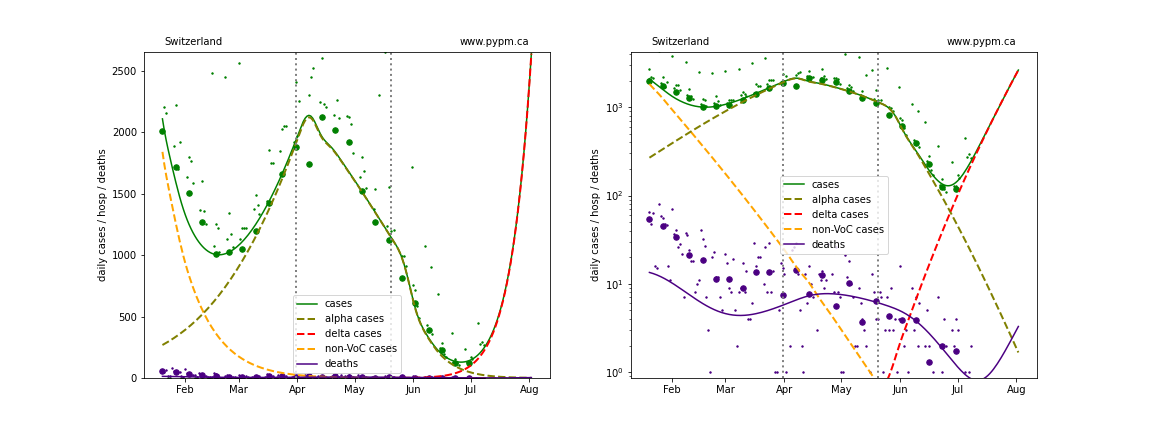 Switzerland
www.pypm.ca
daily cases / hosp / deaths
2500
2000
1500
1000
500
0
Feb
Mar
Apr
May
Jun
Jul
Aug
cases
alpha cases
delta cases
non-VoC cases
deaths
Switzerland
www.pypm.ca
daily cases / hosp / deaths
10³
10²
10¹
10⁰
Feb
Mar
Apr
May
Jun
Jul
Aug
cases
alpha cases
delta cases
non-VoC cases
deaths